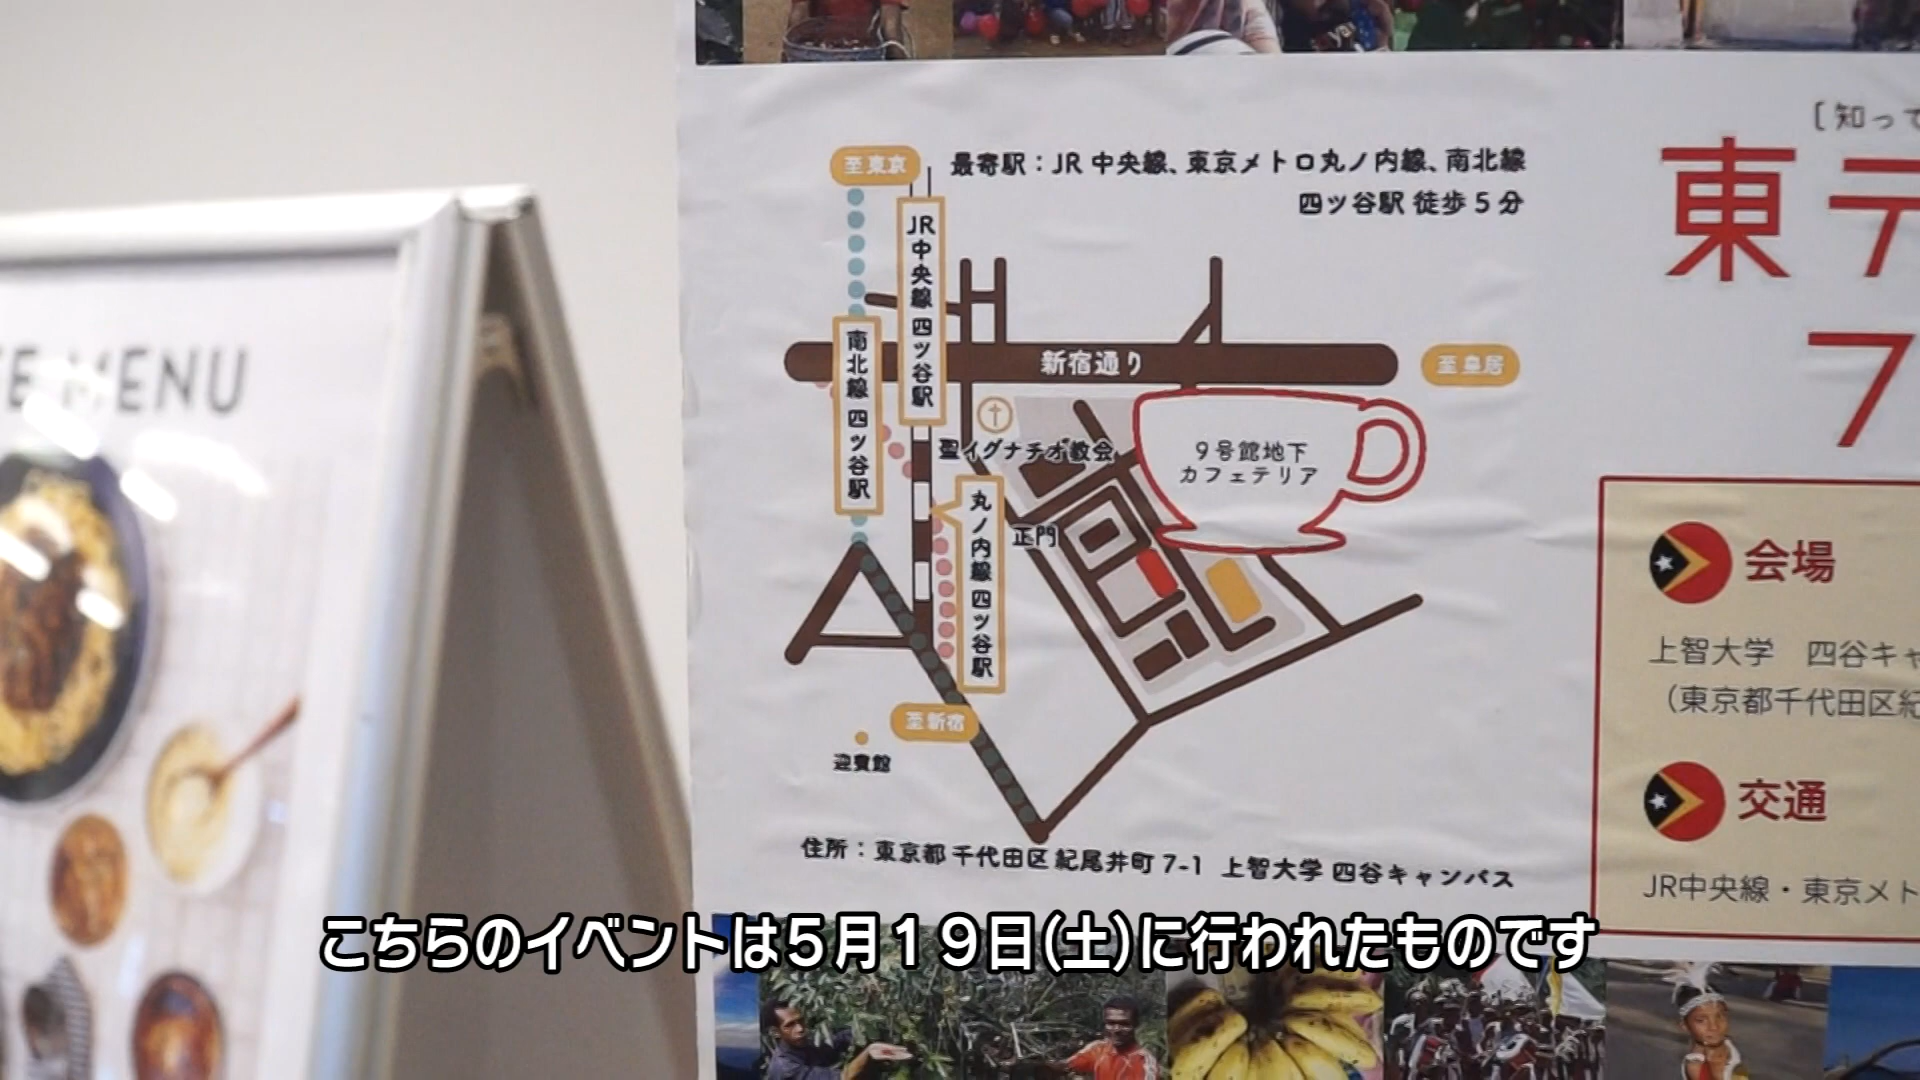 MENU
至東京
最寄駅：JR 中央線、東京メトロ丸ノ内線、南北線
四ツ谷駅 徒歩 5 分
JR中央線 四ツ谷駅
南北線 四ツ谷駅
新宿通り
至皇居
聖イグナチオ教会
9号館地下
カフェテリア
丸ノ内線 四ツ谷駅
正門
至新宿
迎賓館
住所：東京都千代田区紀尾井町 7-1 上智大学 四谷キャンパス
［知って
東テ
フ
会場
上智大学 四谷キャ
（東京都千代田区紀
交通
JR中央線・東京メト
こちらのイベントは５月１９日（土）に行われたものです